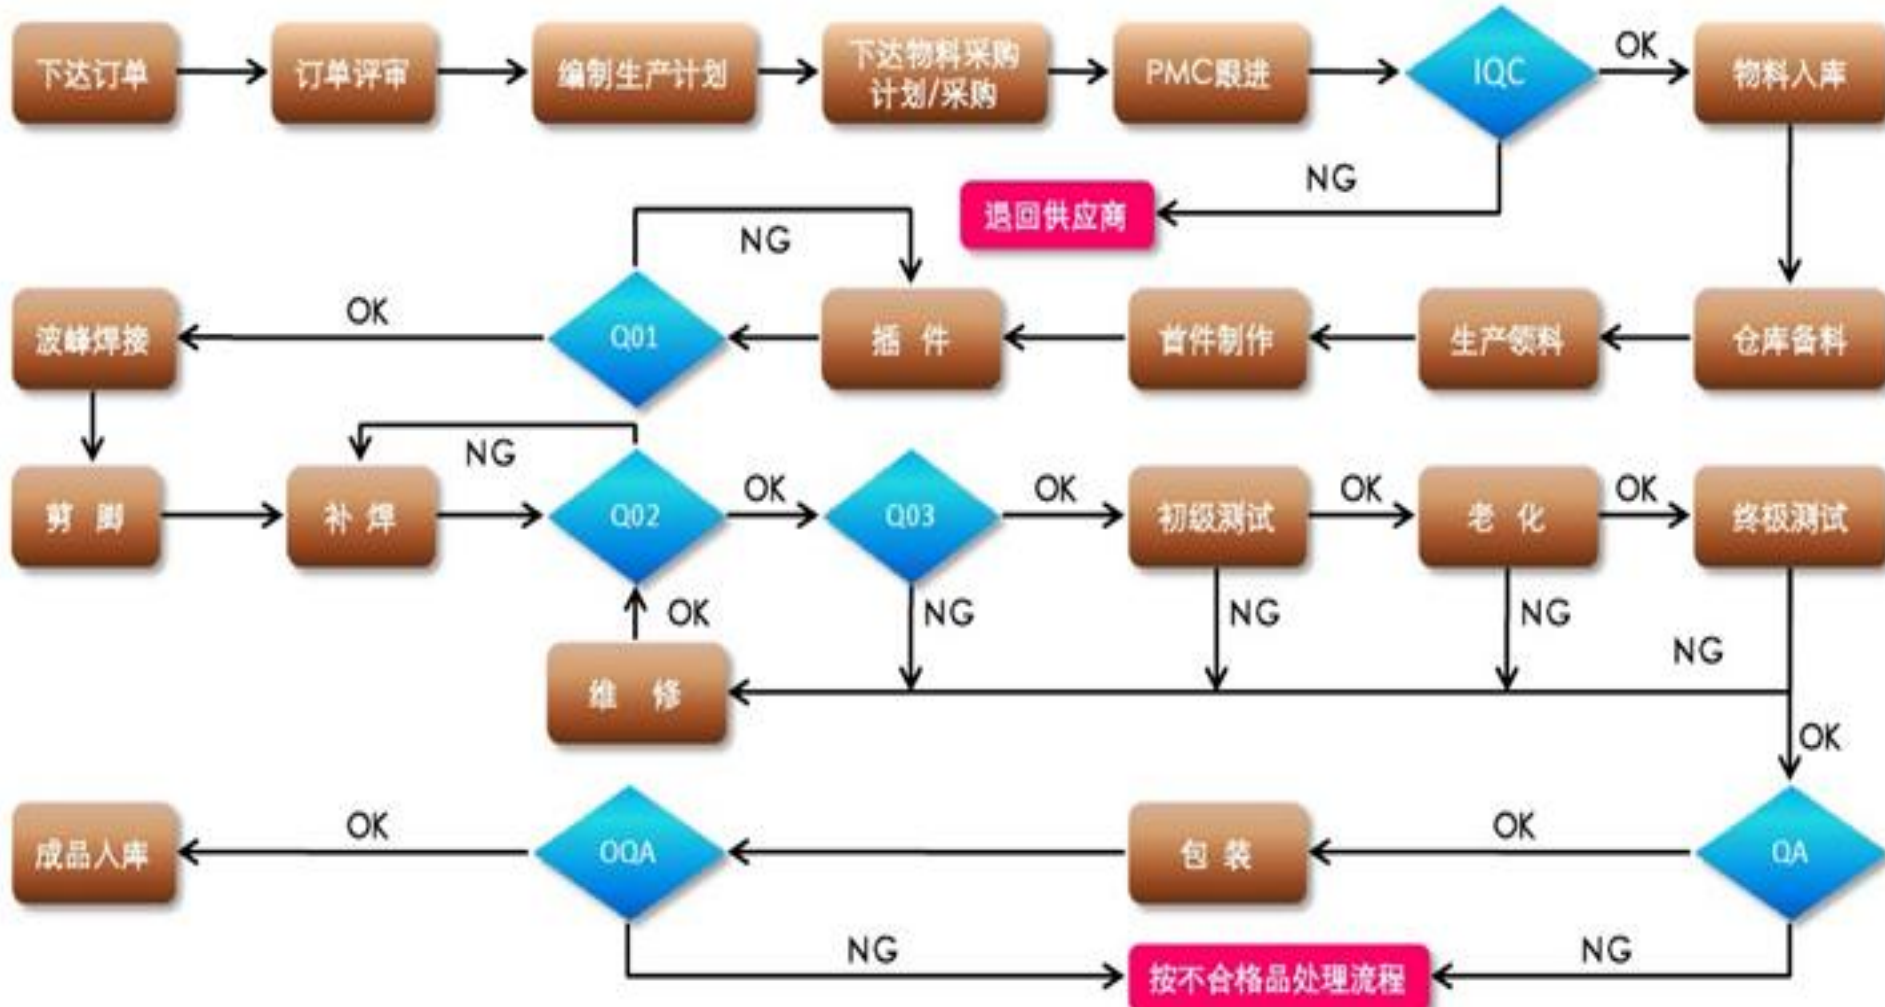 下达订单
订单评审
编制生产计划
下达物料采购
计划/采购
PMC跟进
IQC
OK
物料入库
NG
退回供应商
NG
波峰焊接
OK
Q01
插 件
首件制作
生产领料
仓库备料
NG
剪 脚
补 焊
Q02
OK
Q03
OK
初级测试
OK
老 化
OK
终极测试
OK
NG
NG
NG
NG
维 修
OK
成品入库
OK
OQA
包 装
OK
QA
NG
按不合格品处理流程
NG